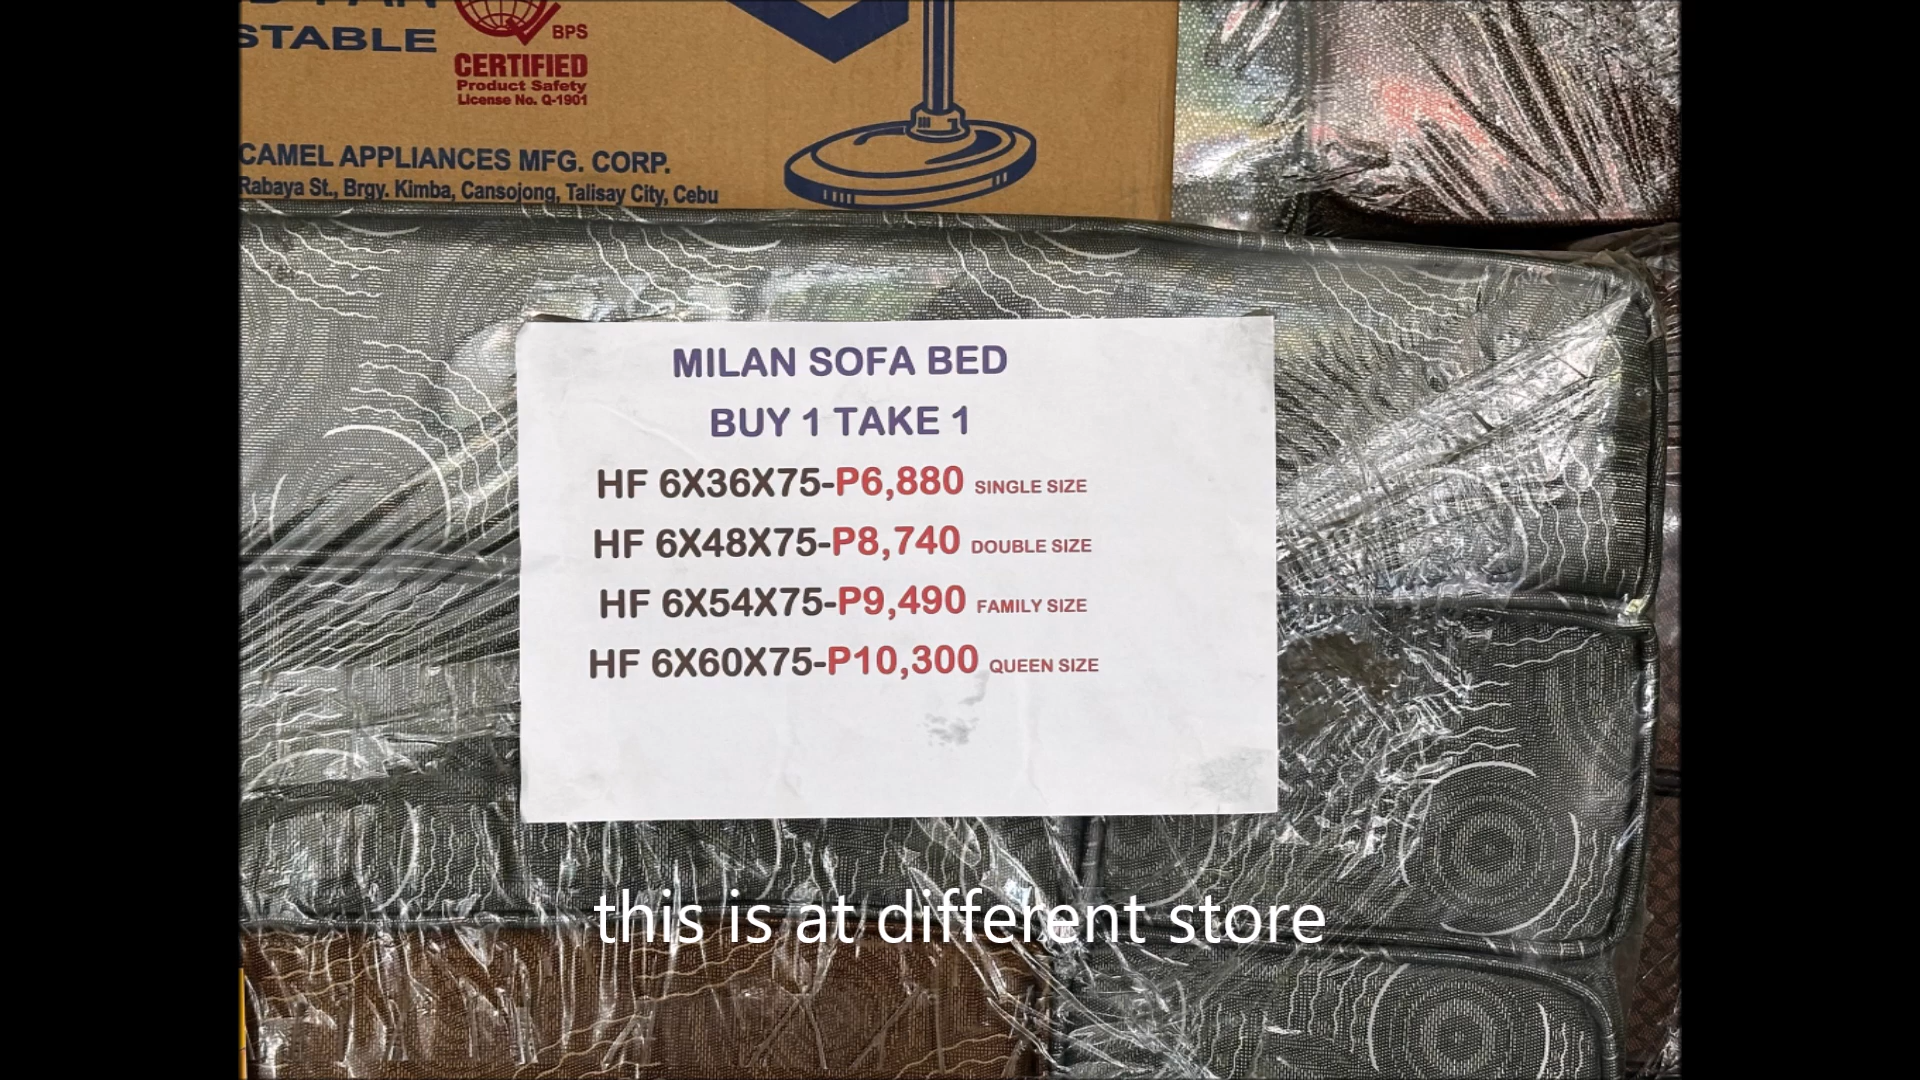 STABLE
BPS
CERTIFIED
Product Safety
License No. Q-1901
CAMEL APPLIANCES MFG. CORP.
Rabaya St., Brgy. Kimba, Cansojong, Talisay City, Cebu
MILAN SOFA BED
BUY 1 TAKE 1
HF 6X36X75-P6,880 SINGLE SIZE
HF 6X48X75-P8,740 DOUBLE SIZE
HF 6X54X75-P9,490 FAMILY SIZE
HF 6X60X75-P10,300 QUEEN SIZE
this is at different store